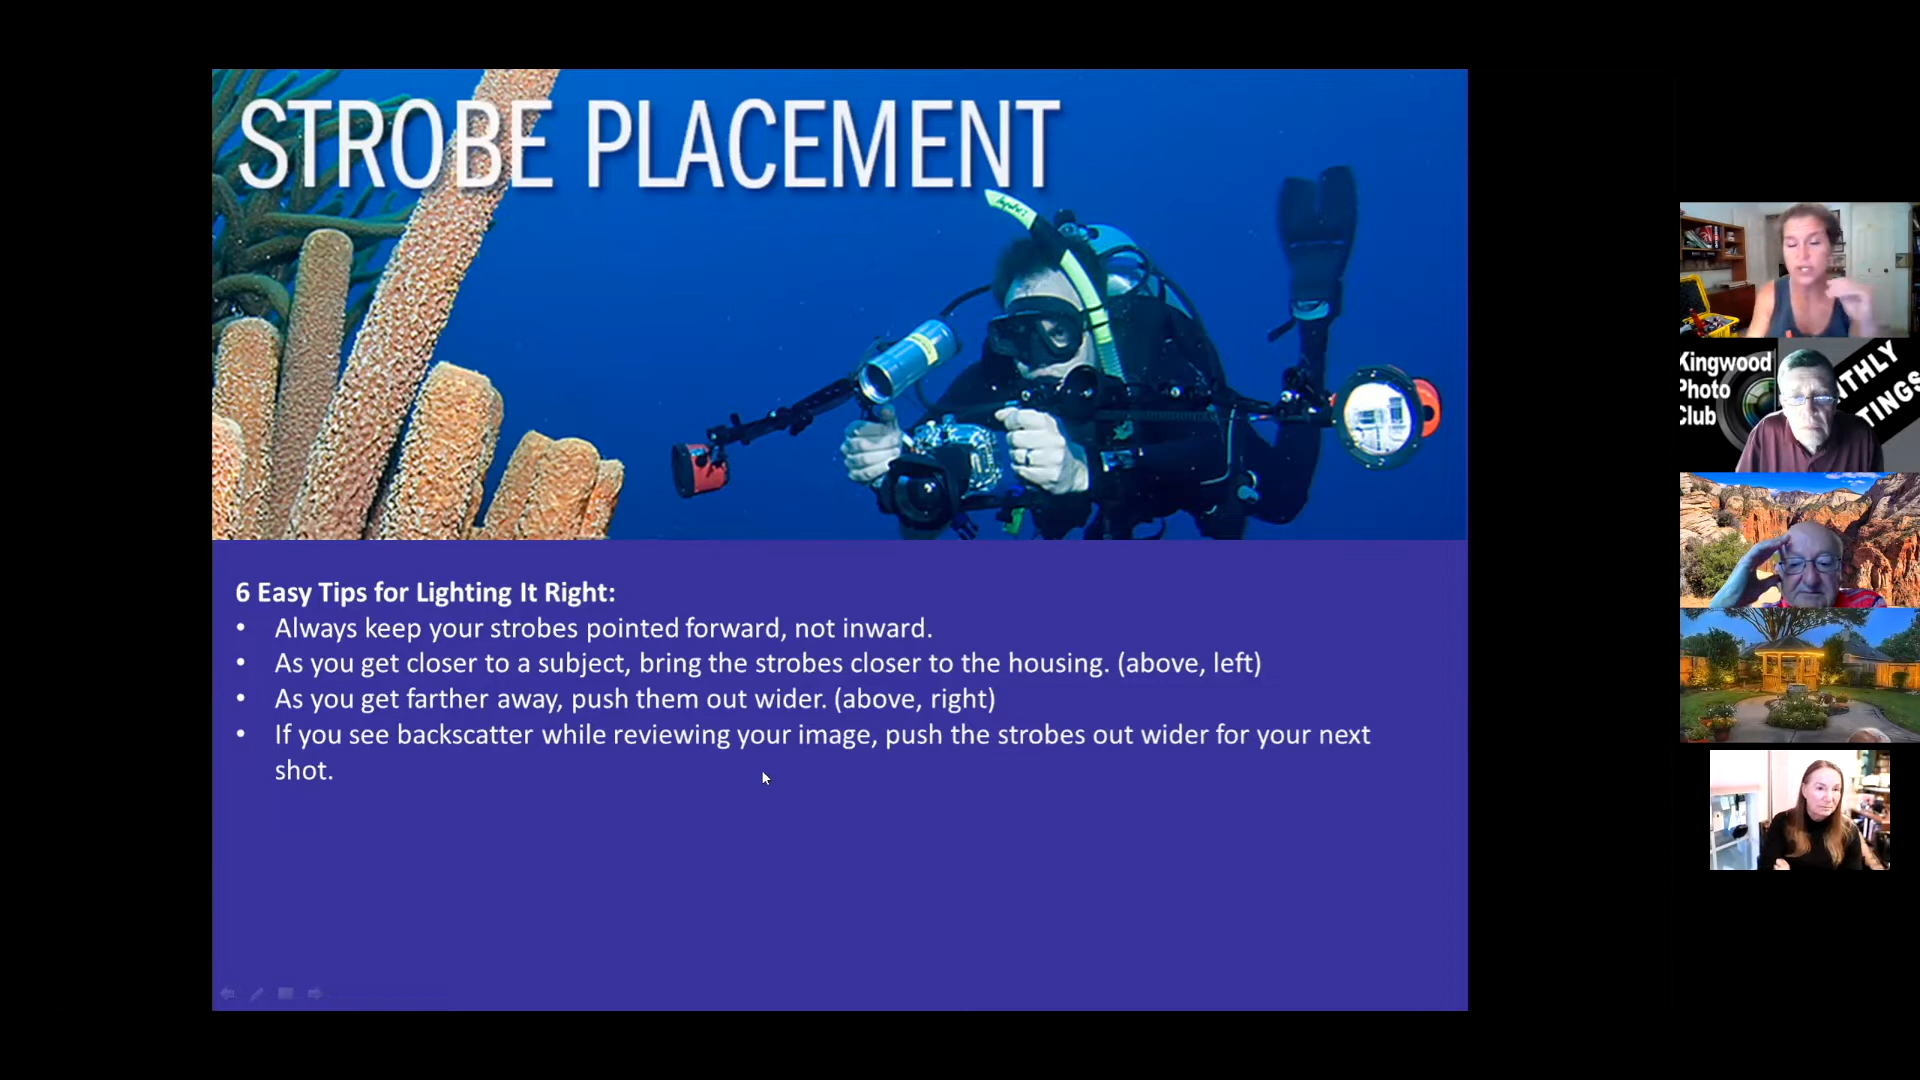 STROBE PLACEMENT
6 Easy Tips for Lighting It Right:
• Always keep your strobes pointed forward, not inward.
• As you get closer to a subject, bring the strobes closer to the housing. (above, left)
• As you get farther away, push them out wider. (above, right)
• If you see backscatter while reviewing your image, push the strobes out wider for your next
shot.
Kingwood
Photo
Club
NTHLY
TINGS